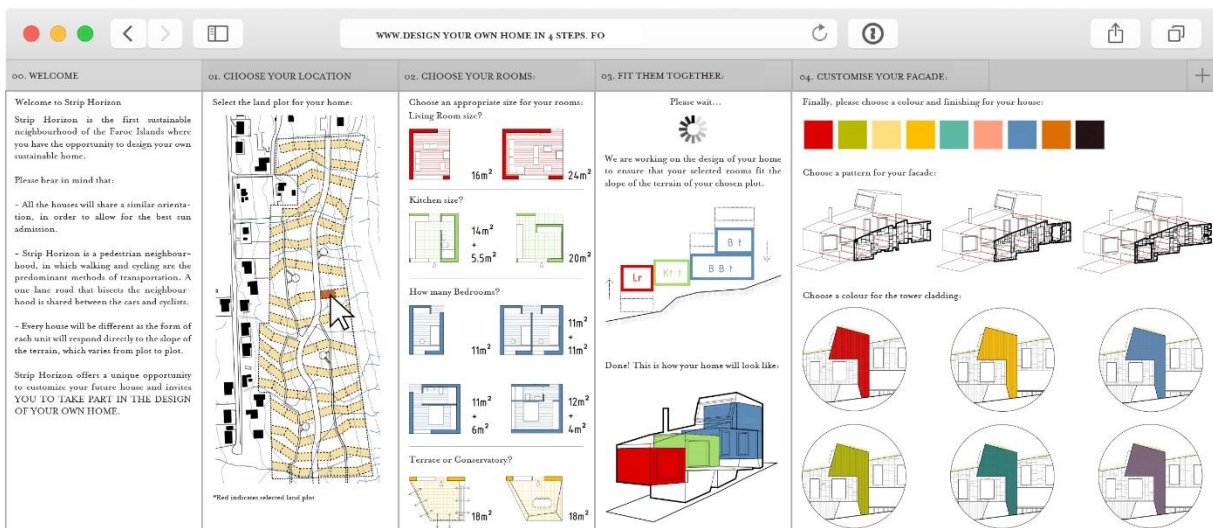 WWW.DESIGN YOUR OWN HOME IN 4 STEPS. FO
00. WELCOME
01. CHOOSE YOUR LOCATION
02. CHOOSE YOUR ROOMS:
03. FIT THEM TOGETHER:
04. CUSTOMISE YOUR FACADE:
Welcome to Strip Horizon
Strip Horizon is the first sustainable
neighbourhood of the Faroe Islands where
you have the opportunity to design your own
sustainable home.
Please bear in mind that:
- All the houses will share a similar orienta-
tion, in order to allow for the best sun
admission.
- Strip Horizon is a pedestrian neighbour-
hood, in which walking and cycling are the
predominant methods of transportation. A
one-lane road that bisects the neighbour-
hood is shared between the cars and cyclists.
- Every house will be different as the form of
each unit will respond directly to the slope of
the terrain, which varies from plot to plot.
Strip Horizon offers a unique opportunity
to customize your future house and invites
YOU TO TAKE PART IN THE DESIGN
OF YOUR OWN HOME.
Select the land plot for your home:
*Red indicates selected land plot
Choose an appropriate size for your rooms:
Living Room size?
16m²
24m²
Kitchen size?
14m²
+
5.5m²
20m²
How many Bedrooms?
11m²
11m²
+
11m²
11m²
+
6m²
12m²
+
4m²
Terrace or Conservatory?
18m²
18m²
Please wait...
We are working on the design of your home
to ensure that your selected rooms fit the
slope of the terrain of your chosen plot.
B t
Lr
Kt t
B B t
Done! This is how your home will look like:
Finally, please choose a colour and finishing for your house:
Choose a pattern for your facade:
Choose a colour for the tower cladding: